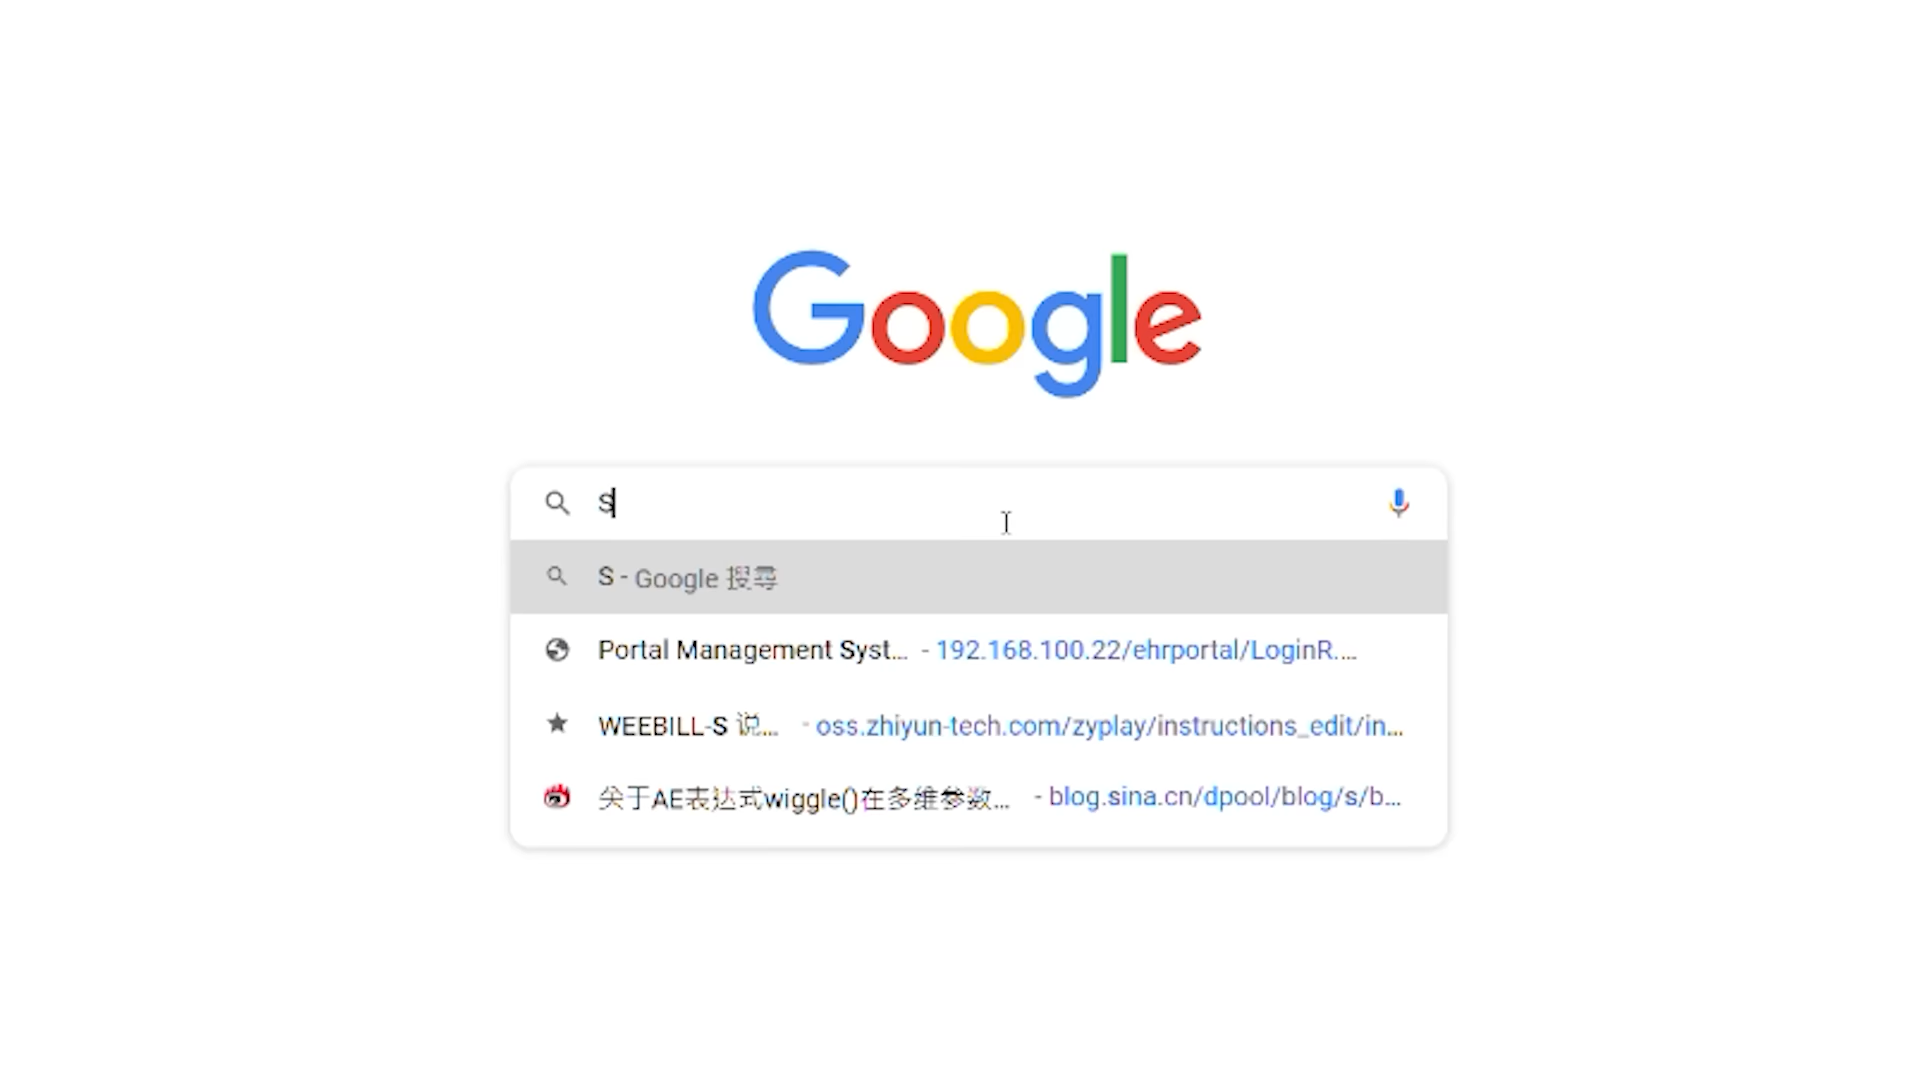 Google
S
S - Google 搜尋
Portal Management Syst... - 192.168.100.22/ehrportal/LoginR....
WEEBILL-S 说... - oss.zhiyun-tech.com/zyplay/instructions_edit/in...
关于AE表达式wiggle()在多维参数... - blog.sina.cn/dpool/blog/s/b...